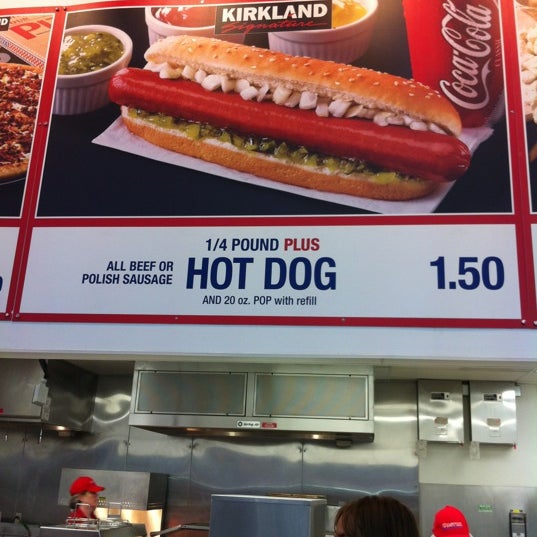 KIRKLAND
Signature
Coca-Cola
CLASSIC
1/4 POUND PLUS
ALL BEEF OR
POLISH SAUSAGE
HOT DOG
1.50
AND 20 oz. POP with refill